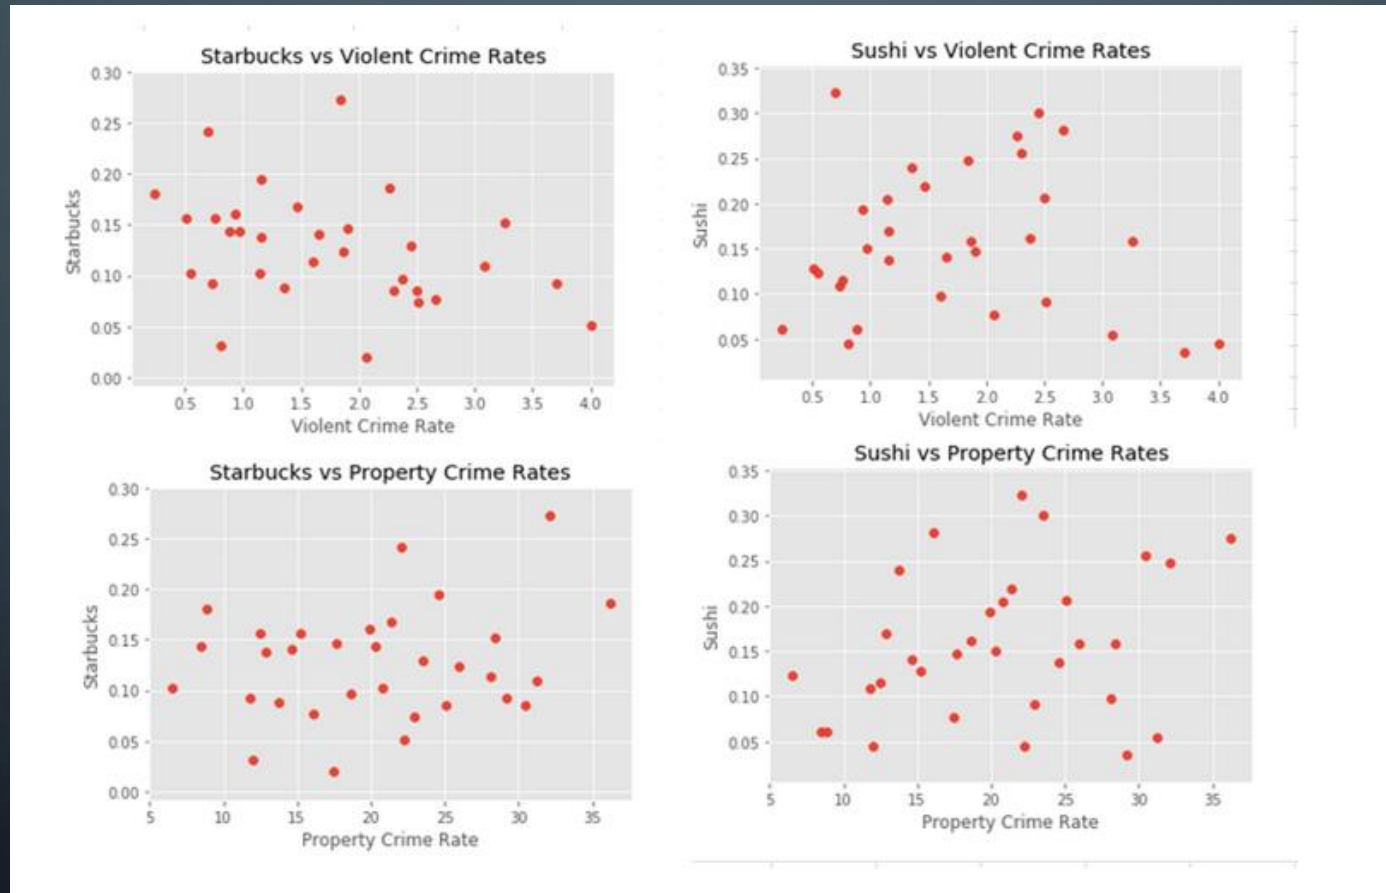 Starbucks vs Violent Crime Rates
0.30
0.25
0.20
0.15
0.10
0.05
0.00
Starbucks
0.5 1.0 1.5 2.0 2.5 3.0 3.5 4.0
Violent Crime Rate
Sushi vs Violent Crime Rates
0.35
0.30
0.25
0.20
0.15
0.10
0.05
Sushi
0.5 1.0 1.5 2.0 2.5 3.0 3.5 4.0
Violent Crime Rate
Starbucks vs Property Crime Rates
0.30
0.25
0.20
0.15
0.10
0.05
0.00
Starbucks
5 10 15 20 25 30 35
Property Crime Rate
Sushi vs Property Crime Rates
0.35
0.30
0.25
0.20
0.15
0.10
0.05
Sushi
5 10 15 20 25 30 35
Property Crime Rate